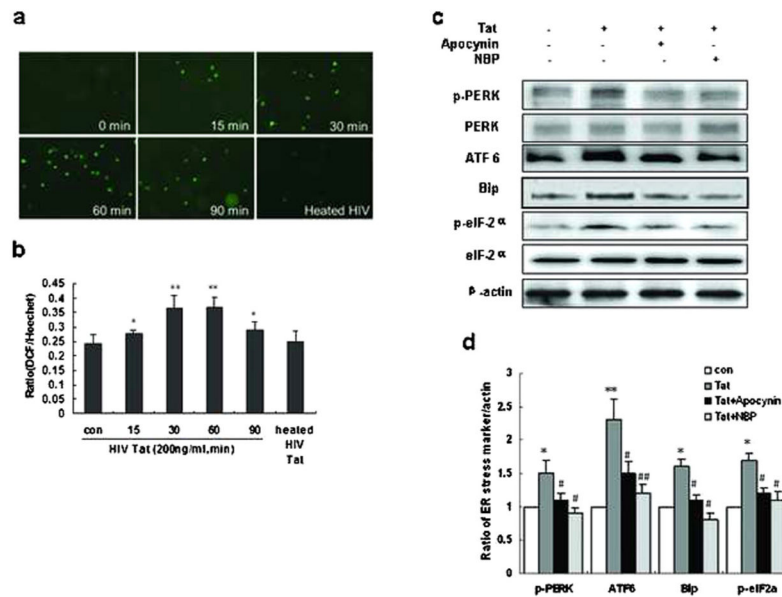 a
0 min
15 min
30 min
60 min
90 min
Heated HIV
b
Ratio(DCF/Hoechet)
0.45
0.4
0.35
0.3
0.25
0.2
0.15
0.1
0.05
0
*
**
**
*
con
15
30
60
90
heated
HIV
Tat
HIV Tat (200ng/ml,min)
c
Tat - + + +
Apocynin - - + -
NBP - - - +
p-PERK
PERK
ATF 6
Bip
p-eIF-2α
eIF-2α
β-actin
d
Ratio of ER stress marker/actin
3
2.5
2
1.5
1
0.5
0
con
Tat
Tat+Apocynin
Tat+NBP
* # #
** # ##
* # #
* # #
p-PERK
ATF6
Bip
p-eIF2a